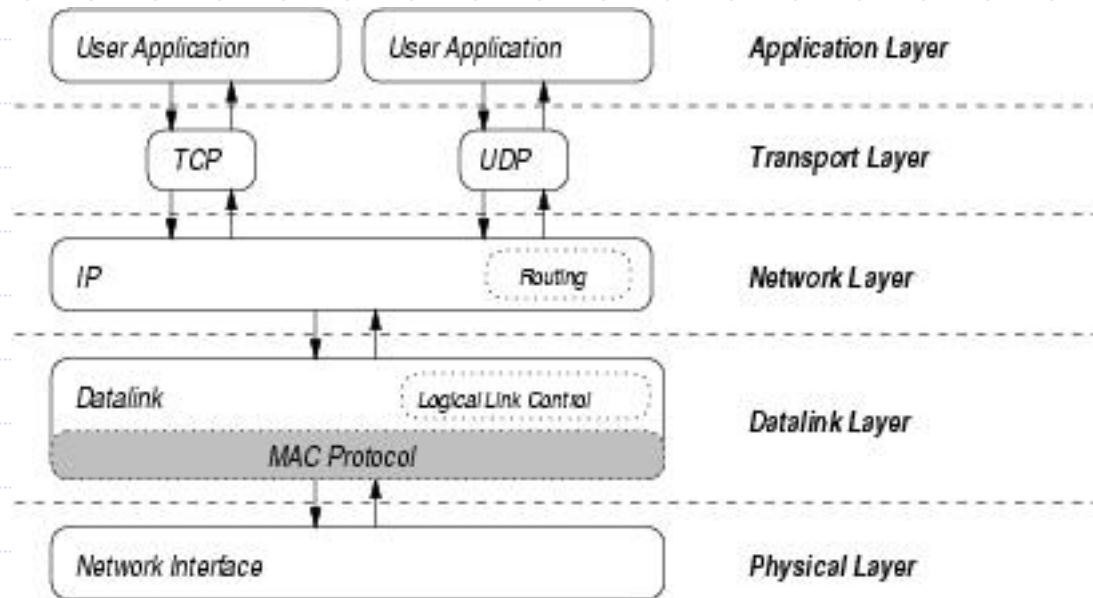 User Application
User Application
Application Layer
TCP
UDP
Transport Layer
IP
Routing
Network Layer
Datalink
Logical Link Control
Datalink Layer
MAC Protocol
Network Interface
Physical Layer